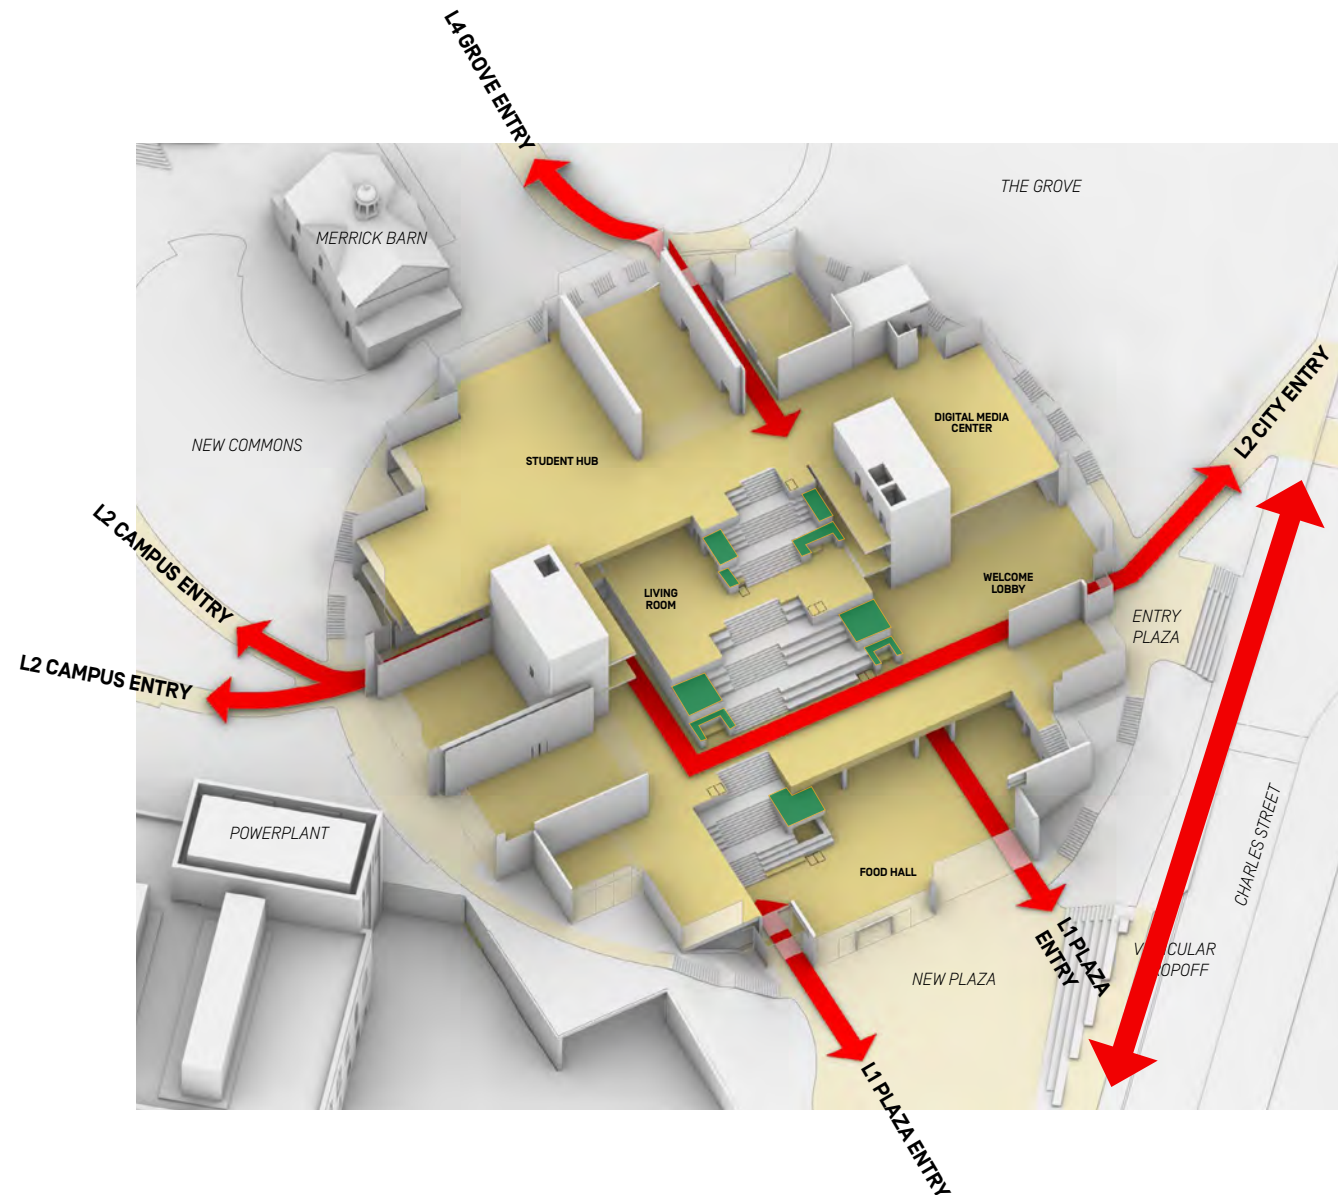 L4 GROVE ENTRY
THE GROVE
MERRICK BARN
L2 CITY ENTRY
DIGITAL MEDIA
CENTER
NEW COMMONS
STUDENT HUB
L2 CAMPUS ENTRY
WELCOME
LOBBY
LIVING
ROOM
ENTRY
PLAZA
L2 CAMPUS ENTRY
POWERPLANT
CHARLES STREET
FOOD HALL
L1 PLAZA
ENTRY
CULAR
OPOFF
NEW PLAZA
L1 PLAZA ENTRY